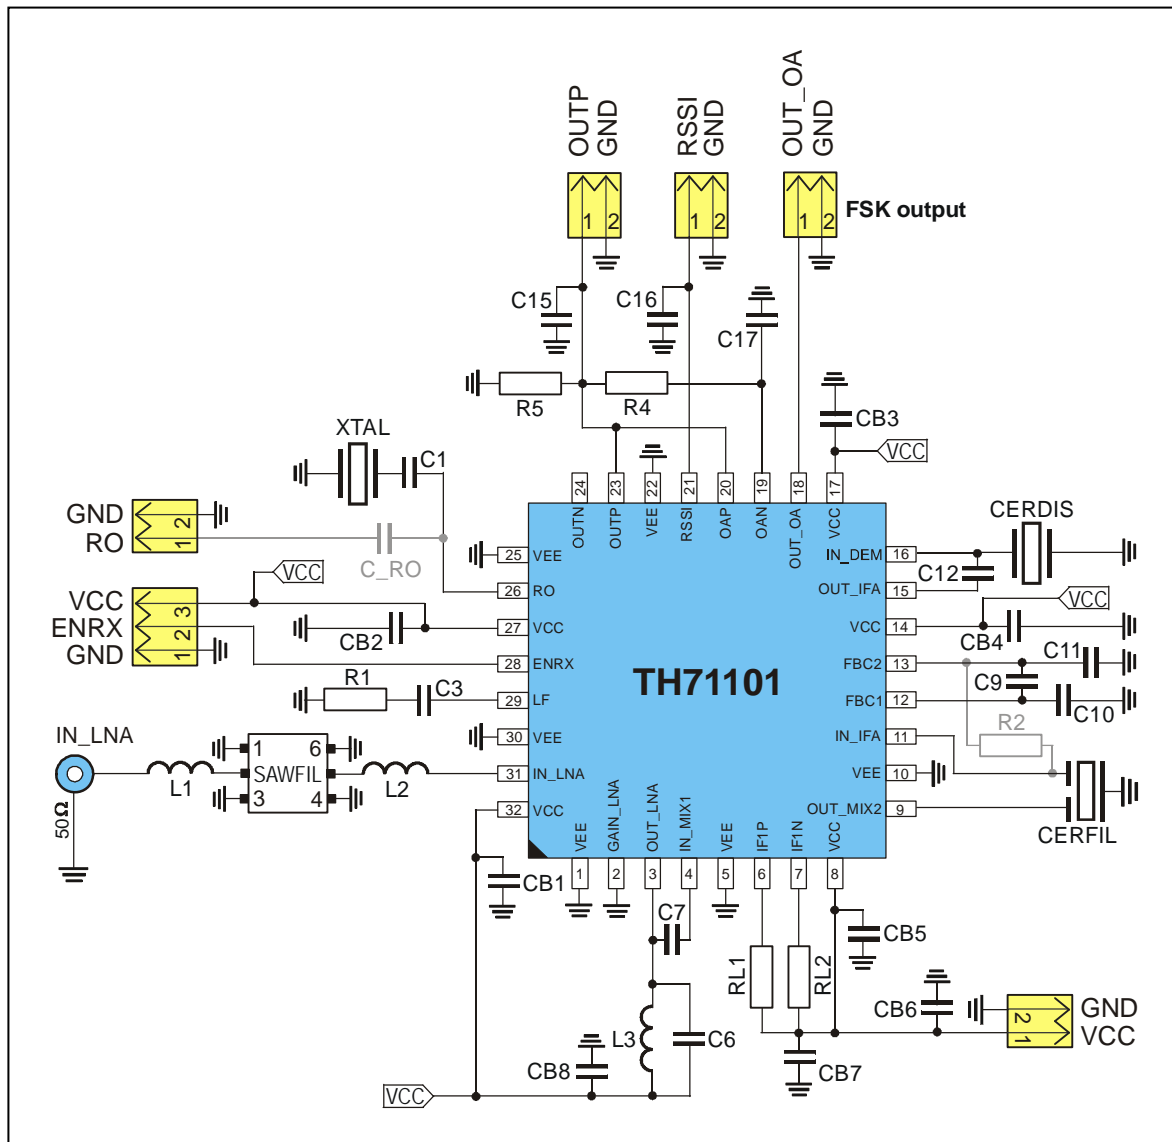 OUTP
GND
RSSI
GND
OUT_OA
GND
1 2
1 2
1 2
FSK output
C15
C16
C17
R5
R4
CB3
VCC
XTAL
C1
24 23 22 21 20 19 18 17
OUTN OUTP VEE RSSI OAP OAN OUT_OA VCC
GND 2
RO 1
C_RO
VCC
VCC 3
ENRX 2
GND 1
CB2
R1
C3
25 VEE
26 RO
27 VCC
28 ENRX
29 LF
30 VEE
31 IN_LNA
32 VCC
TH71101
IN_DEM 16
OUT_IFA 15
VCC 14
FBC2 13
FBC1 12
IN_IFA 11
VEE 10
OUT_MIX2 9
CERDIS
C12
VCC
CB4
C11
C9
C10
R2
CERFIL
IN_LNA
50Ω
L1
1 6
SAWFIL
3 4
L2
VEE GAIN_LNA OUT_LNA IN_MIX1 VEE IF1P IF1N VCC
1 2 3 4 5 6 7 8
CB1
C7
CB5
RL1
RL2
CB6
2 GND
1 VCC
L3
C6
CB8
CB7
VCC